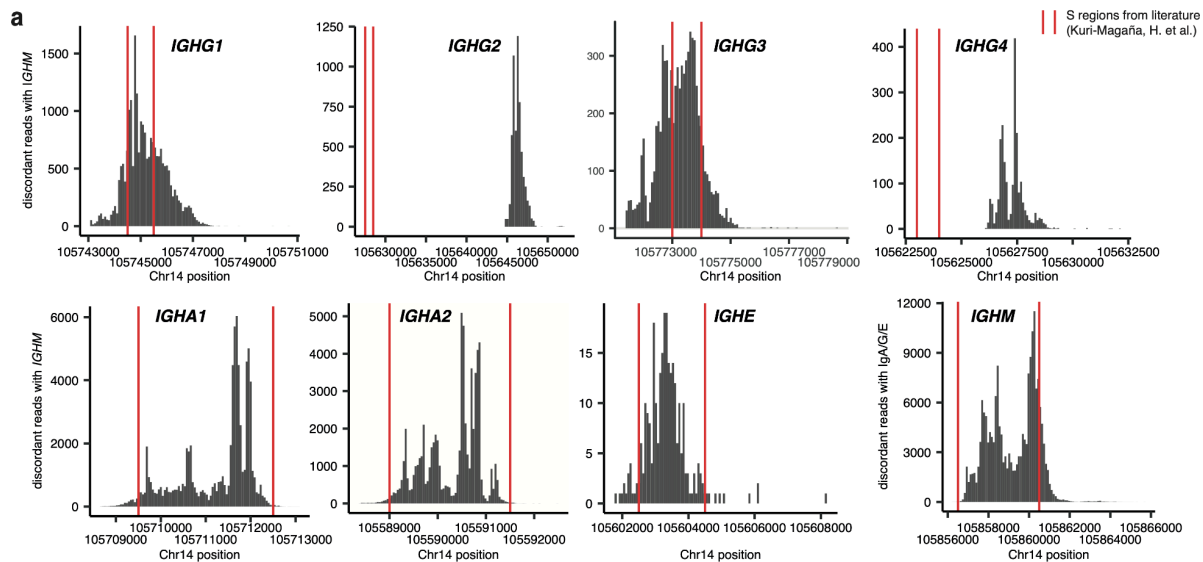 a
S regions from literature
(Kuri-Magaña, H. et al.)
IGHG1
discordant reads with IGHM
1500
1000
500
0
105743000 105745000 105747000 105749000 105751000
Chr14 position
IGHG2
1250
1000
750
500
250
0
105630000 105635000 105640000 105645000 105650000
Chr14 position
IGHG3
300
200
100
0
105773000 105775000 105777000 105779000
Chr14 position
IGHG4
400
300
200
100
0
105622500 105625000 105627500 105630000 105632500
Chr14 position
IGHA1
discordant reads with IGHM
6000
4000
2000
0
105709000 105710000 105711000 105712000 105713000
Chr14 position
IGHA2
5000
4000
3000
2000
1000
0
105589000 105590000 105591000 105592000
Chr14 position
IGHE
15
10
5
0
105602000 105604000 105606000 105608000
Chr14 position
IGHM
discordant reads with IgA/G/E
12000
9000
6000
3000
0
105856000 105858000 105860000 105862000 105864000 105866000
Chr14 position